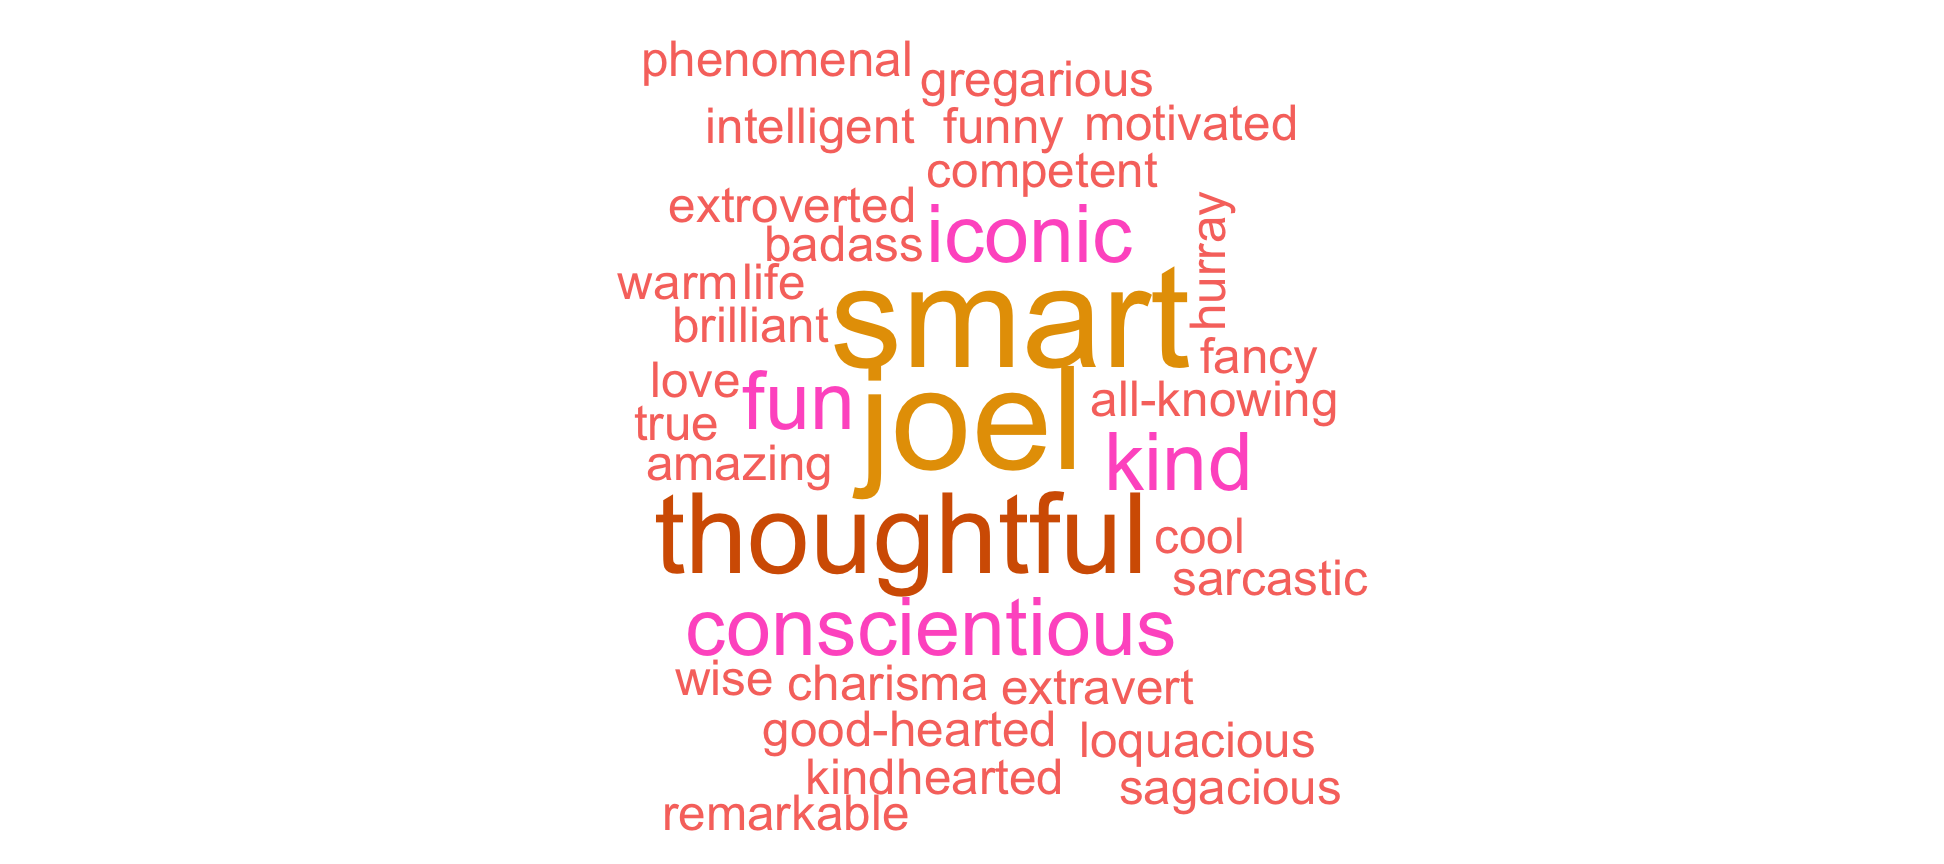 phenomenal
gregarious
intelligent funny motivated
competent
extroverted
hurray
badass iconic
warm life
smart
brilliant
fancy
love fun joel all-knowing
true
kind
amazing
thoughtful cool
sarcastic
conscientious
wise charisma extravert
good-hearted loquacious
kindhearted sagacious
remarkable